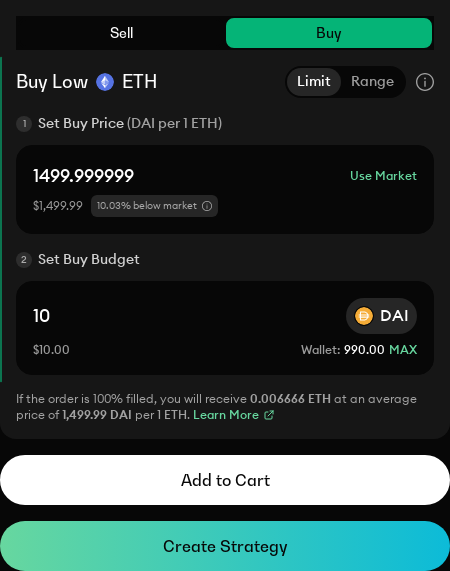 Sell
Buy
Buy Low ETH
Limit
Range
1 Set Buy Price (DAI per 1 ETH)
1499.999999
Use Market
$1,499.99
10.03% below market
2 Set Buy Budget
10
DAI
$10.00
Wallet: 990.00 MAX
If the order is 100% filled, you will receive 0.006666 ETH at an average
price of 1,499.99 DAI per 1 ETH. Learn More
Add to Cart
Create Strategy